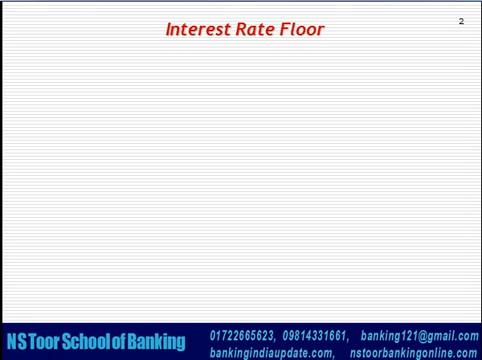 Interest Rate Floor
2
NS Toor School of Banking
01722665623, 09814331661, banking121@gmail.com
bankingindiaupdate.com, nstoorbankingonline.com